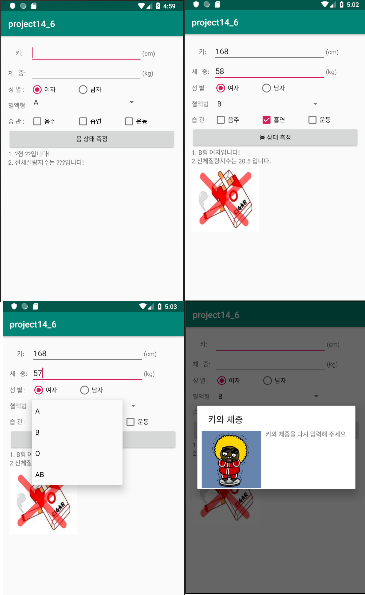 4:59
project14_6
키: (cm)
체 중: (kg)
성 별: 여자 남자
혈액형 A
습 관: 음주 흡연 운동
몸 상태 측정
1. ?형 ??입니다!
2. 신체질량지수는 ???입니다!
5:02
project14_6
키: 168 (cm)
체 중: 58 (kg)
성 별: 여자 남자
혈액형 B
습 관: 음주 흡연 운동
몸 상태 측정
1. B형 여자입니다!
2.신체질량지수는 20.5 입니다.
5:03
project14_6
키: 168 (cm)
체 중: 57 (kg)
성 별: 여자 남자
혈액형
A
B
O
AB
습 관: 운동
1. B형 여
2.신체질
project14_6
키: (cm)
체 중: (kg)
성 별: 여자 남자
혈액형 B
키와 체중
키와 체중을 다시 입력해 주세요